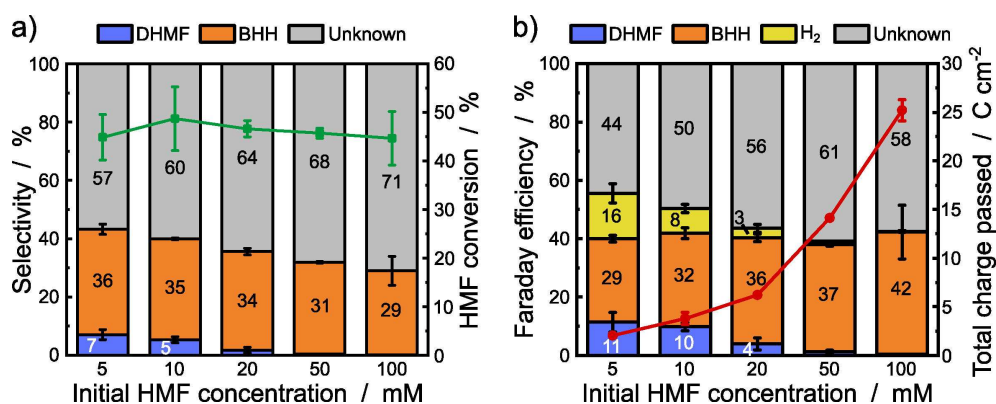 a)
DHMF BHH Unknown
Selectivity / %
100
80
60
40
20
0
57 60 64 68 71
36 35 34 31 29
7 5
60
50
40
30
20
10
0
HMF conversion / %
5 10 20 50 100
Initial HMF concentration / mM
b)
DHMF BHH H₂ Unknown
Faraday efficiency / %
100
80
60
40
20
0
44 50 56 61 58
16 8 3
29 32 36 37 42
11 10 4
30
25
20
15
10
5
0
Total charge passed / C cm⁻²
5 10 20 50 100
Initial HMF concentration / mM